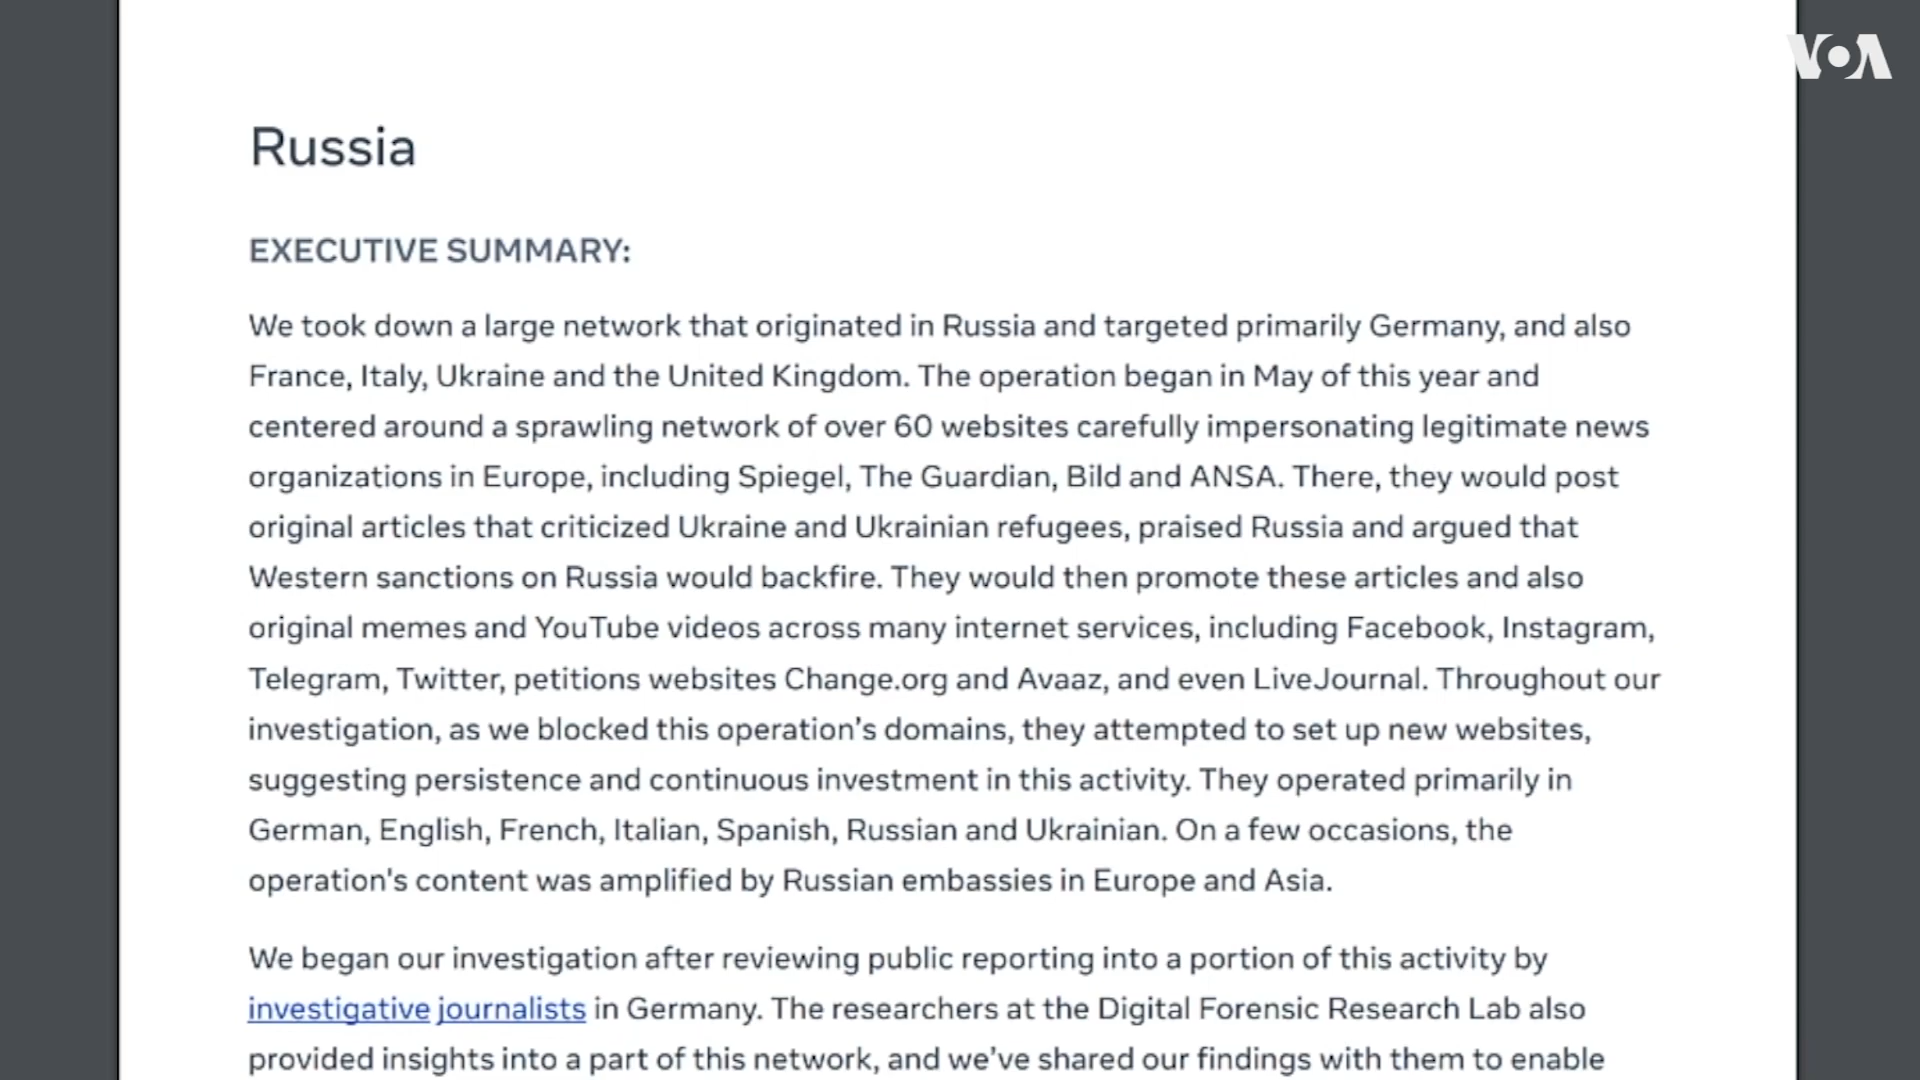 VOA
Russia
EXECUTIVE SUMMARY:
We took down a large network that originated in Russia and targeted primarily Germany, and also
France, Italy, Ukraine and the United Kingdom. The operation began in May of this year and
centered around a sprawling network of over 60 websites carefully impersonating legitimate news
organizations in Europe, including Spiegel, The Guardian, Bild and ANSA. There, they would post
original articles that criticized Ukraine and Ukrainian refugees, praised Russia and argued that
Western sanctions on Russia would backfire. They would then promote these articles and also
original memes and YouTube videos across many internet services, including Facebook, Instagram,
Telegram, Twitter, petitions websites Change.org and Avaaz, and even LiveJournal. Throughout our
investigation, as we blocked this operation's domains, they attempted to set up new websites,
suggesting persistence and continuous investment in this activity. They operated primarily in
German, English, French, Italian, Spanish, Russian and Ukrainian. On a few occasions, the
operation's content was amplified by Russian embassies in Europe and Asia.
We began our investigation after reviewing public reporting into a portion of this activity by
investigative journalists in Germany. The researchers at the Digital Forensic Research Lab also
provided insights into a part of this network, and we've shared our findings with them to enable